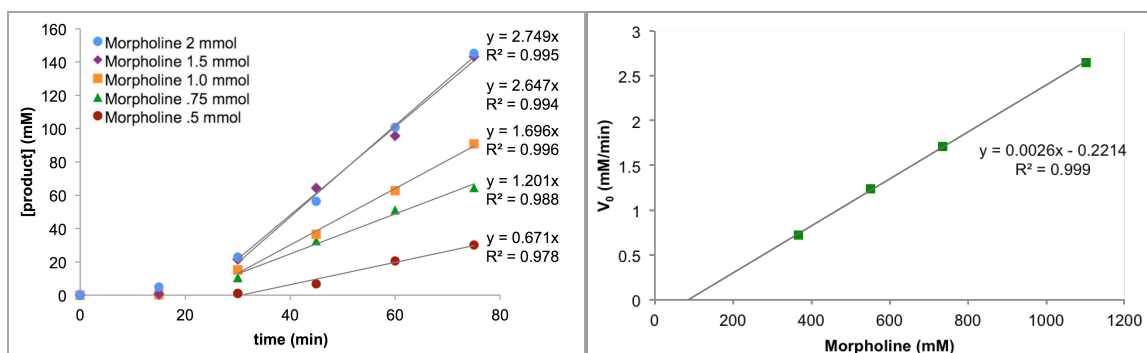 160
140
120
100
80
60
40
20
0
[product] (mM)
Morpholine 2 mmol
Morpholine 1.5 mmol
Morpholine 1.0 mmol
Morpholine .75 mmol
Morpholine .5 mmol
y = 2.749x
R² = 0.995
y = 2.647x
R² = 0.994
y = 1.696x
R² = 0.996
y = 1.201x
R² = 0.988
y = 0.671x
R² = 0.978
0 20 40 60 80
time (min)
3
2.5
2
1.5
1
0.5
0
V₀ (mM/min)
y = 0.0026x - 0.2214
R² = 0.999
0 200 400 600 800 1000 1200
Morpholine (mM)